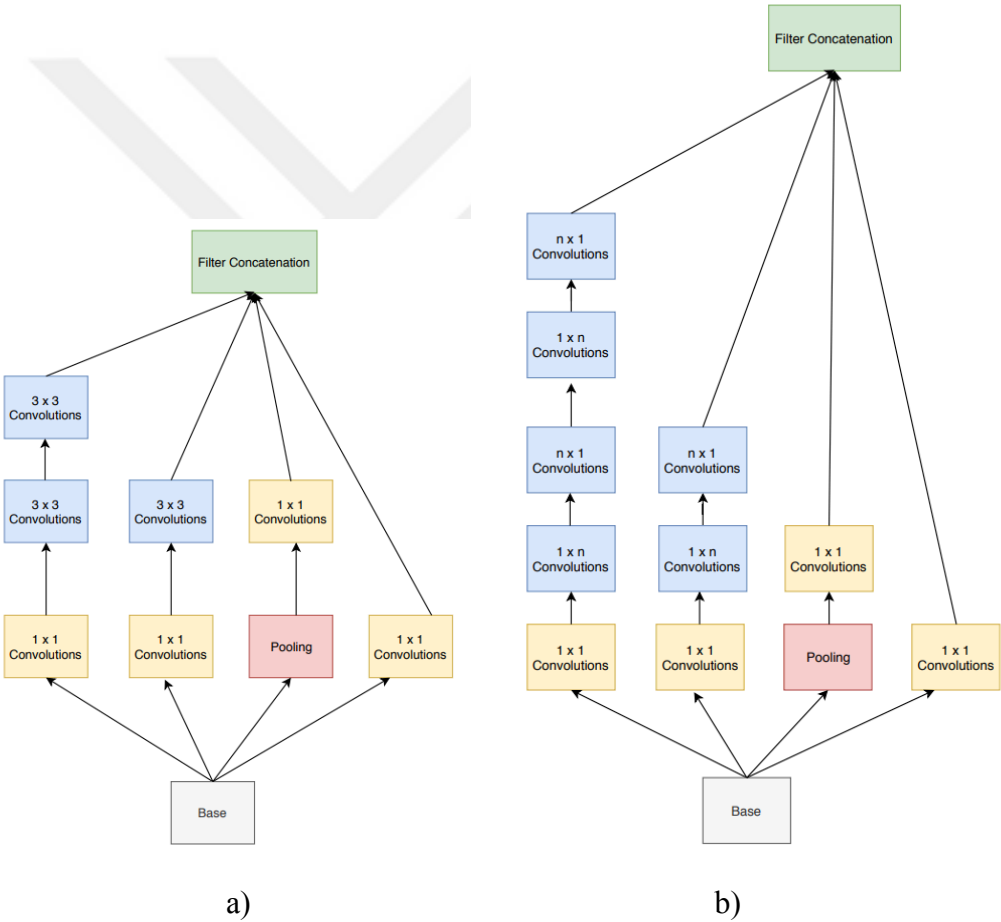 Filter Concatenation
3 x 3
Convolutions
3 x 3
Convolutions
3 x 3
Convolutions
1 x 1
Convolutions
1 x 1
Convolutions
1 x 1
Convolutions
Pooling
1 x 1
Convolutions
Base
a)
Filter Concatenation
n x 1
Convolutions
1 x n
Convolutions
n x 1
Convolutions
n x 1
Convolutions
1 x n
Convolutions
1 x n
Convolutions
1 x 1
Convolutions
1 x 1
Convolutions
1 x 1
Convolutions
Pooling
1 x 1
Convolutions
Base
b)